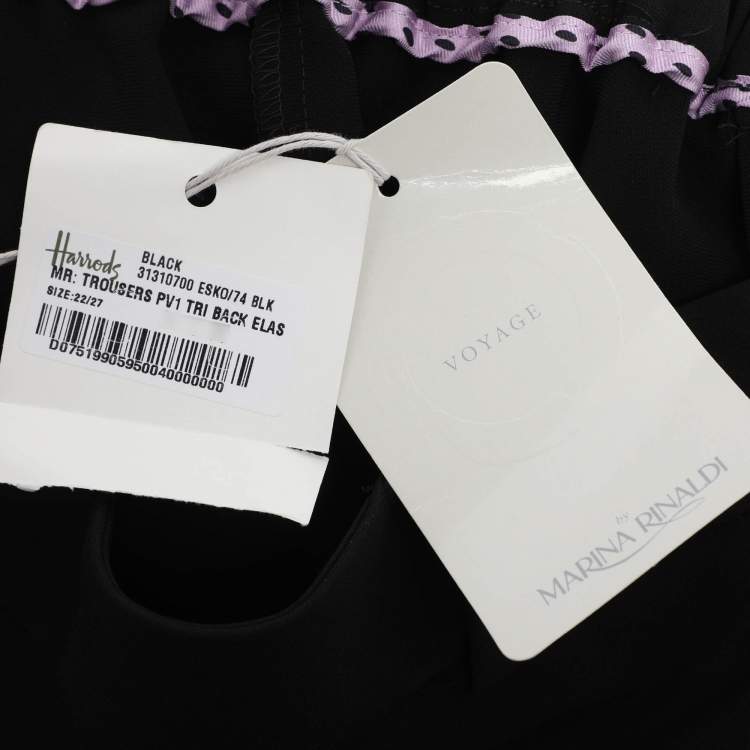 Harrods
BLACK
31310700 ESKO/74 BLK
MR: TROUSERS PV1 TRI BACK ELAS
SIZE:22/27
D07519905950040000000
VOYAGE
by
MARINA RINALDI